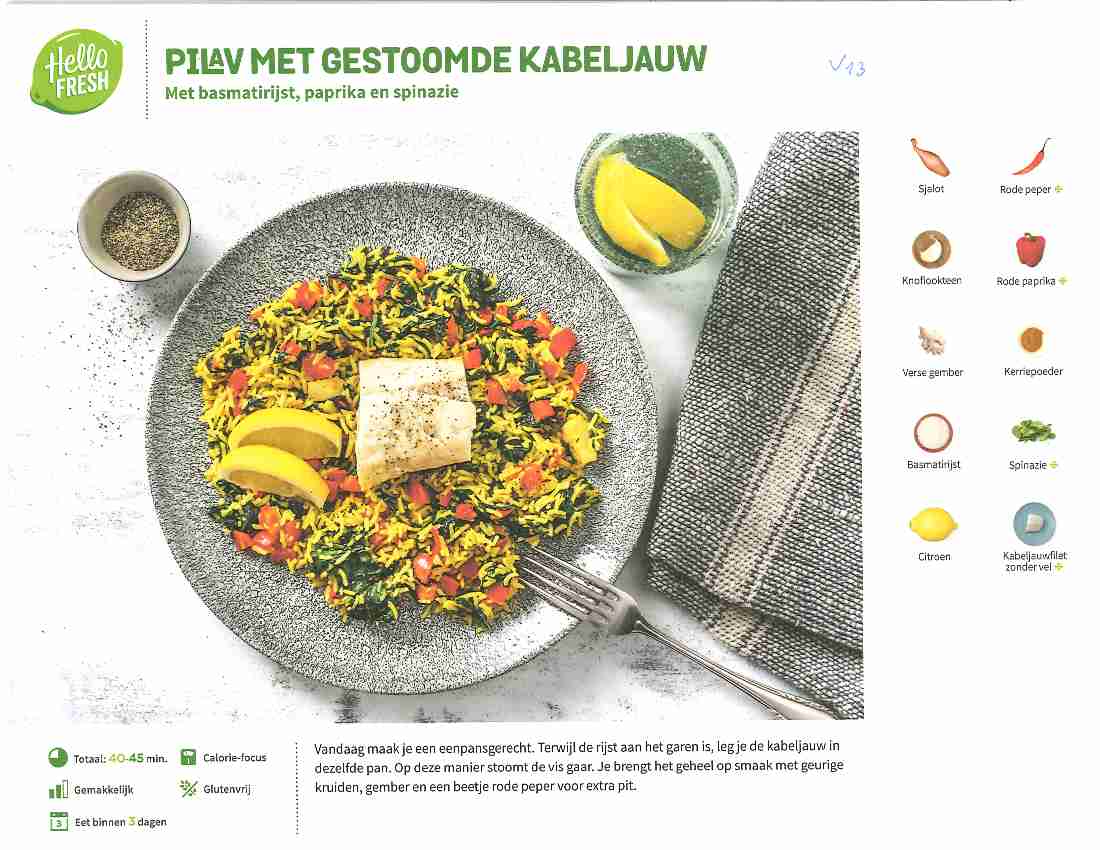 Hello
FRESH
PILAV MET GESTOOMDE KABELJAUW
Met basmatirijst, paprika en spinazie
√13
Sjalot
Rode peper
Knoflookteen
Rode paprika
Verse gember
Kerriepoeder
Basmatirijst
Spinazie
Citroen
Kabeljauwfilet
zonder vel
Totaal: 40-45 min.
Calorie-focus
Gemakkelijk
Glutenvrij
3
Eet binnen 3 dagen
Vandaag maak je een eenpansgerecht. Terwijl de rijst aan het garen is, leg je de kabeljauw in
dezelfde pan. Op deze manier stoomt de vis gaar. Je brengt het geheel op smaak met geurige
kruiden, gember en een beetje rode peper voor extra pit.